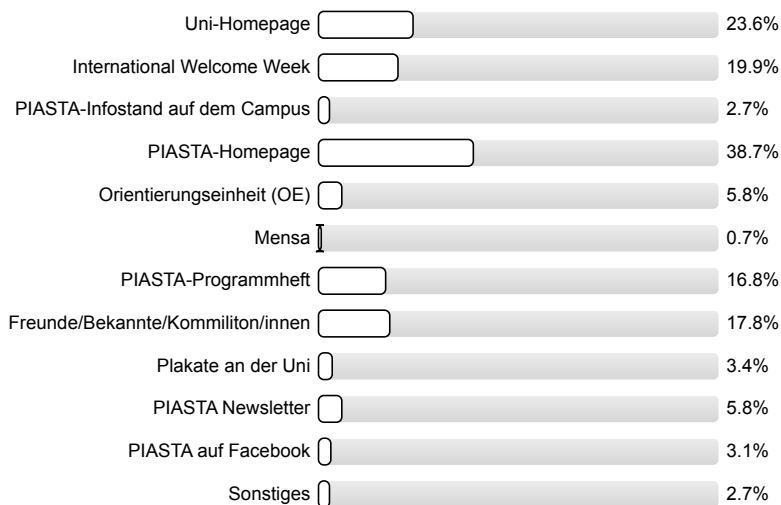 Uni-Homepage 23.6%
International Welcome Week 19.9%
PIASTA-Infostand auf dem Campus 2.7%
PIASTA-Homepage 38.7%
Orientierungseinheit (OE) 5.8%
Mensa 0.7%
PIASTA-Programmheft 16.8%
Freunde/Bekannte/Kommiliton/innen 17.8%
Plakate an der Uni 3.4%
PIASTA Newsletter 5.8%
PIASTA auf Facebook 3.1%
Sonstiges 2.7%